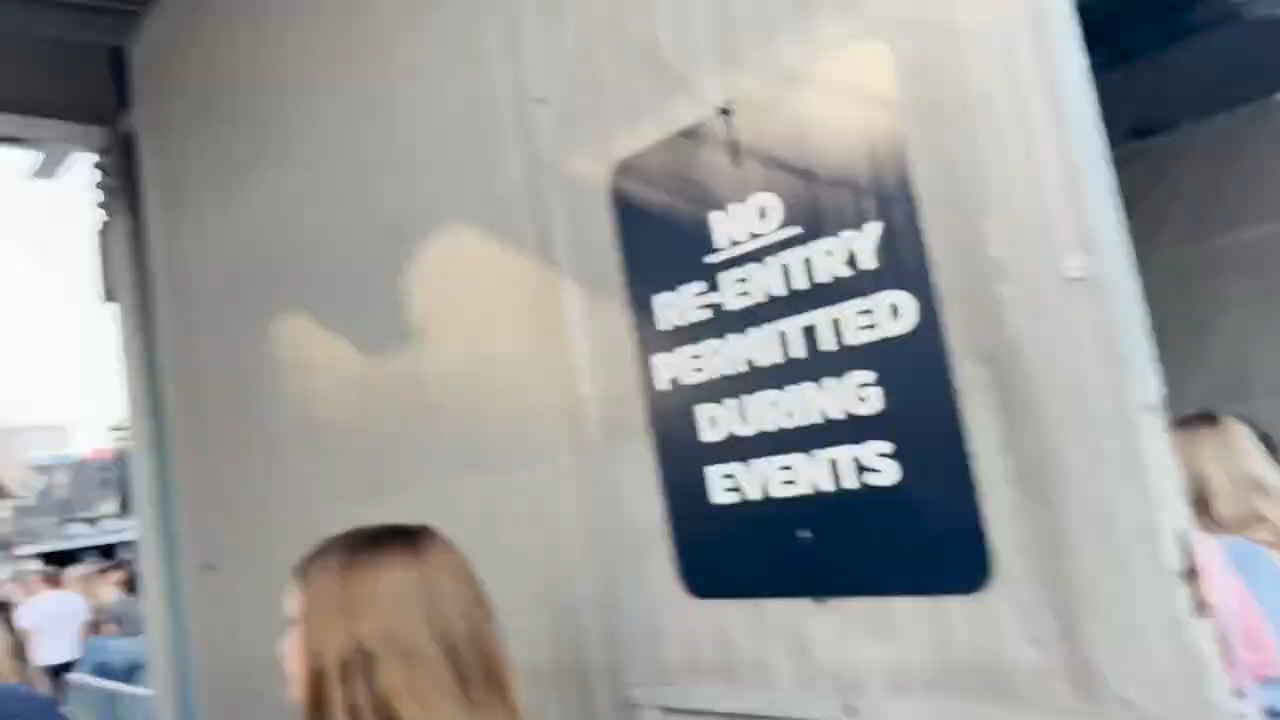 NO
RE-ENTRY
PERMITTED
DURING
EVENTS